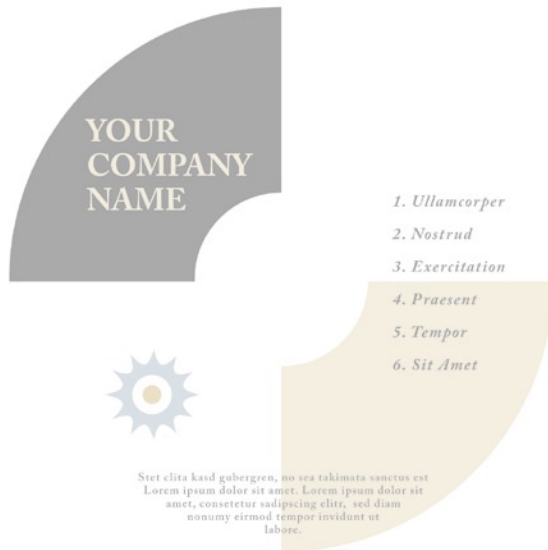 YOUR
COMPANY
NAME
1. Ullamcorper
2. Nostrud
3. Exercitation
4. Praesent
5. Tempor
6. Sit Amet
Stet clita kasd gubergren, no sea takimata sanctus est
Lorem ipsum dolor sit amet. Lorem ipsum dolor sit
amet, consetetur sadipscing elitr, sed diam
nonumy eirmod tempor invidunt ut
labore.